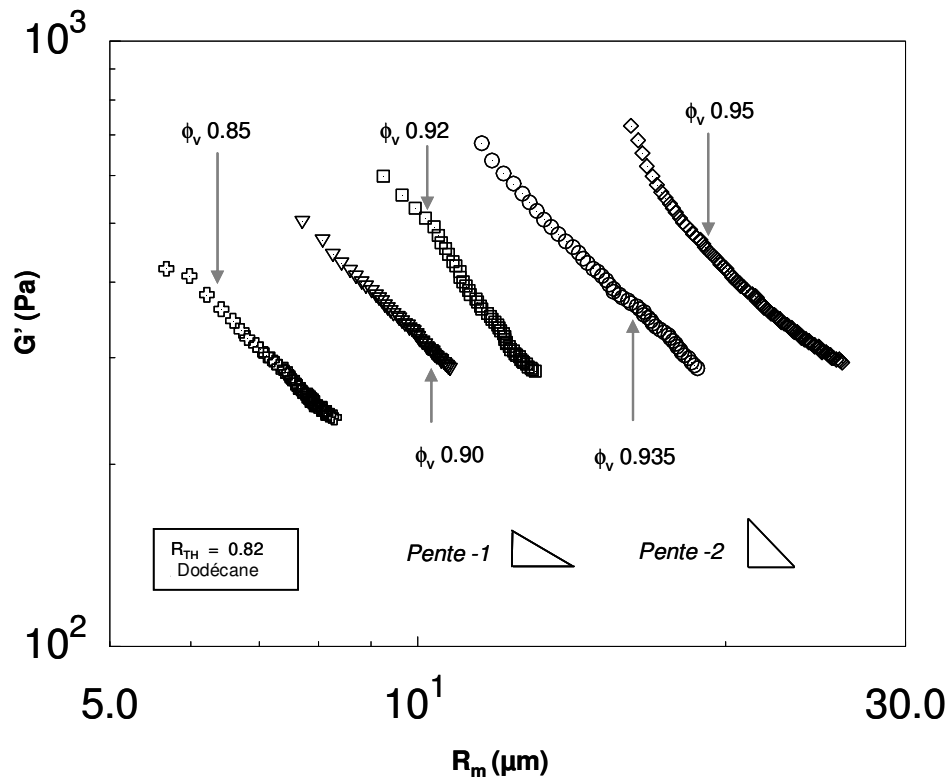 10³
ϕᵥ 0.85
ϕᵥ 0.92
ϕᵥ 0.95
G' (Pa)
ϕᵥ 0.90
ϕᵥ 0.935
R_TH = 0.82
Dodécane
Pente -1
Pente -2
10²
5.0
10¹
30.0
Rₘ (µm)